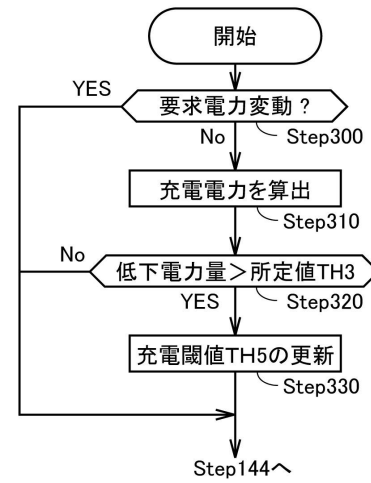 開始
YES
要求電力変動？
No
Step300
充電電力を算出
Step310
No
低下電力量＞所定値TH3
YES
Step320
充電閾値TH5の更新
Step330
Step144へ